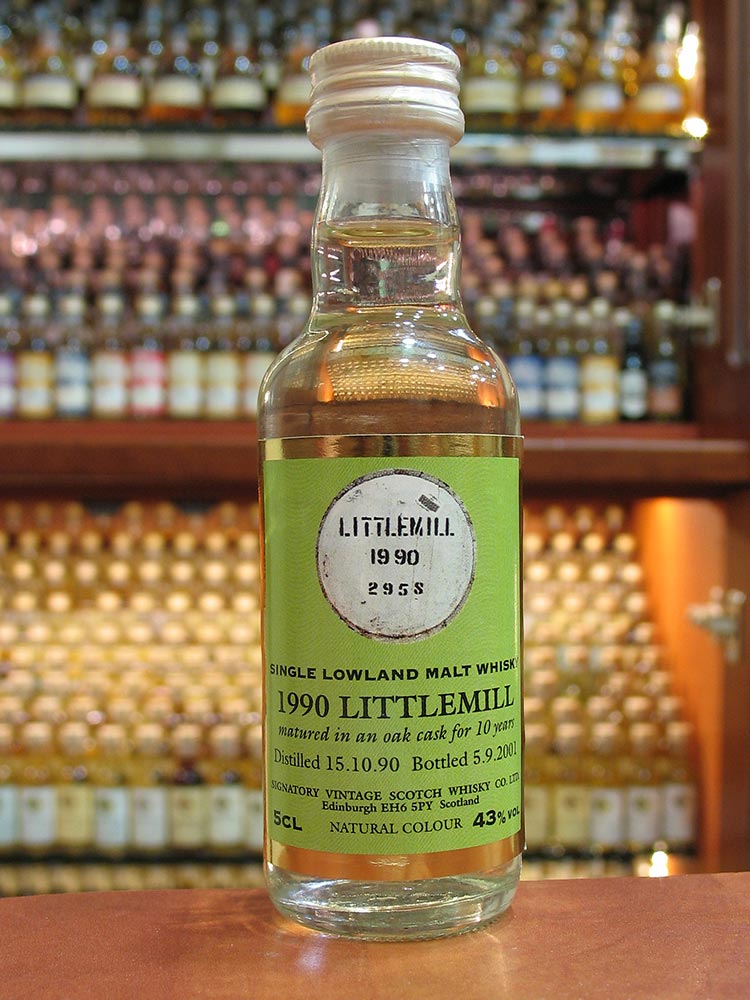 LITTLEMILL
1990
295S
SINGLE LOWLAND MALT WHISKY
1990 LITTLEMILL
matured in an oak cask for 10 years
Distilled 15.10.90 Bottled 5.9.2001
SIGNATORY VINTAGE SCOTCH WHISKY CO. LTD.
Edinburgh EH6 5PY Scotland
5CL NATURAL COLOUR 43% VOL